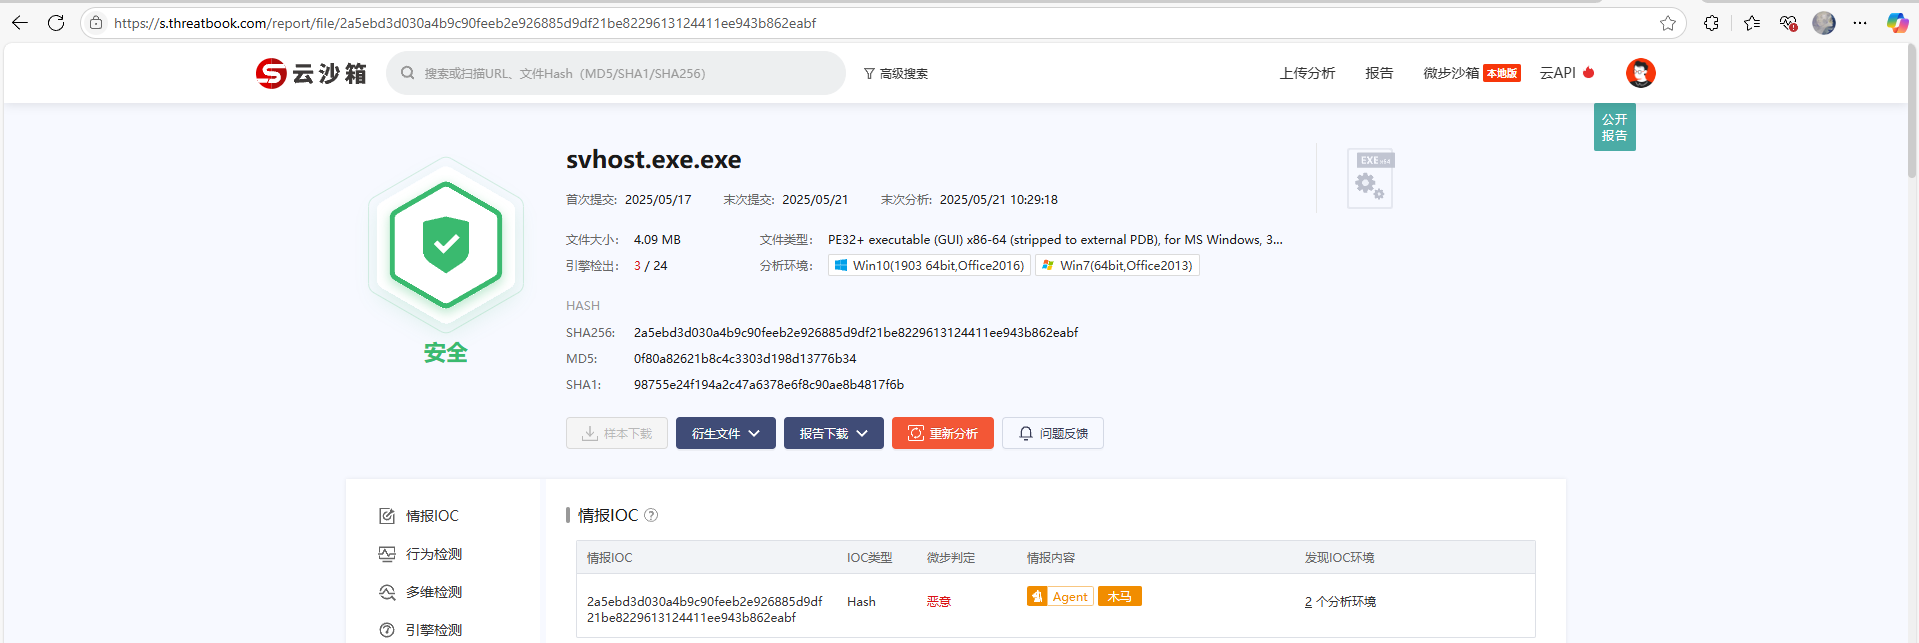 https://s.threatbook.com/report/file/2a5ebd3d030a4b9c90feeb2e926885d9df21be8229613124411ee943b862eabf
云沙箱
搜索或扫描URL、文件Hash（MD5/SHA1/SHA256)
高级搜索
上传分析
报告
微步沙箱 本地版
云API
公开
报告
安全
svhost.exe.exe
首次提交: 2025/05/17 末次提交: 2025/05/21 末次分析: 2025/05/21 10:29:18
文件大小: 4.09 MB 文件类型: PE32+ executable (GUI) x86-64 (stripped to external PDB), for MS Windows, 3...
引擎检出: 3 / 24 分析环境: Win10(1903 64bit,Office2016) Win7(64bit,Office2013)
EXE x64
HASH
SHA256: 2a5ebd3d030a4b9c90feeb2e926885d9df21be8229613124411ee943b862eabf
MD5: 0f80a82621b8c4c3303d198d13776b34
SHA1: 98755e24f194a2c47a6378e6f8c90ae8b4817f6b
样本下载 衍生文件 报告下载 重新分析 问题反馈
情报IOC
行为检测
多维检测
引擎检测
情报IOC
情报IOC IOC类型 微步判定 情报内容 发现IOC环境
2a5ebd3d030a4b9c90feeb2e926885d9df
21be8229613124411ee943b862eabf
Hash 恶意 Agent 木马 2 个分析环境